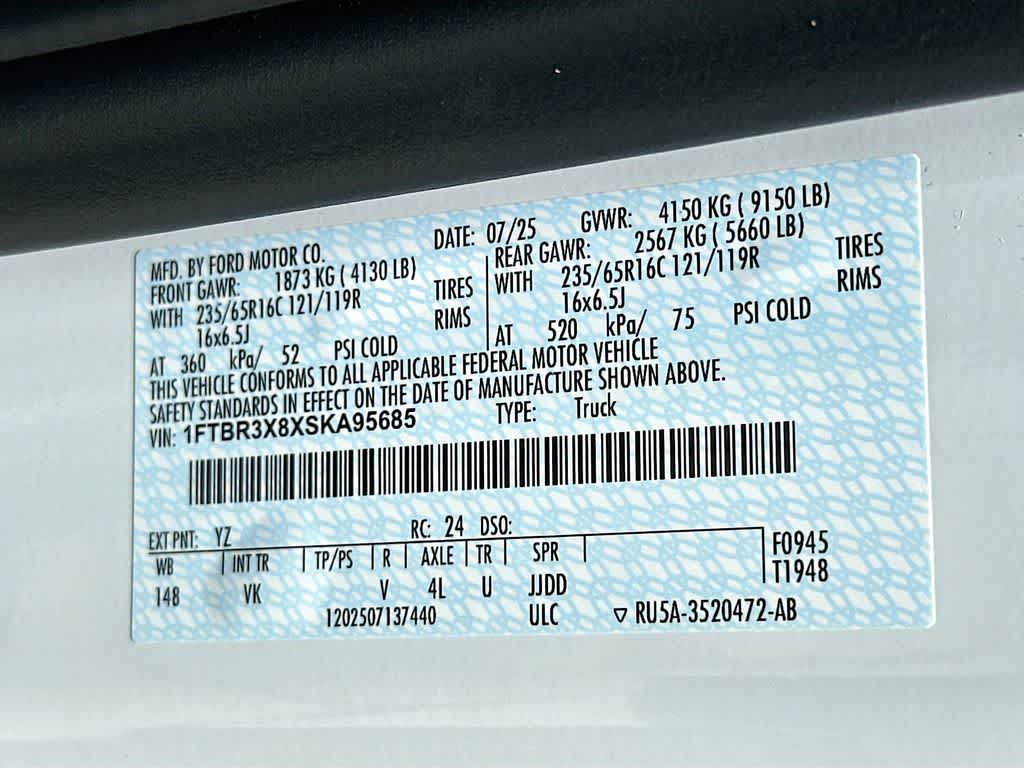 MFD. BY FORD MOTOR CO. DATE: 07/25 GVWR: 4150 KG ( 9150 LB)
FRONT GAWR: 1873 KG ( 4130 LB) REAR GAWR: 2567 KG ( 5660 LB)
WITH 235/65R16C 121/119R TIRES WITH 235/65R16C 121/119R TIRES
16x6.5J RIMS 16x6.5J RIMS
AT 360 kPa/ 52 PSI COLD AT 520 kPa/ 75 PSI COLD
THIS VEHICLE CONFORMS TO ALL APPLICABLE FEDERAL MOTOR VEHICLE
SAFETY STANDARDS IN EFFECT ON THE DATE OF MANUFACTURE SHOWN ABOVE.
VIN: 1FTBR3X8XSKA95685 TYPE: Truck
EXT PNT: YZ RC: 24 DSO:
WB INT TR TP/PS R AXLE TR SPR F0945
148 VK V 4L U JJDD T1948
1202507137440 ULC ▽ RU5A-3520472-AB